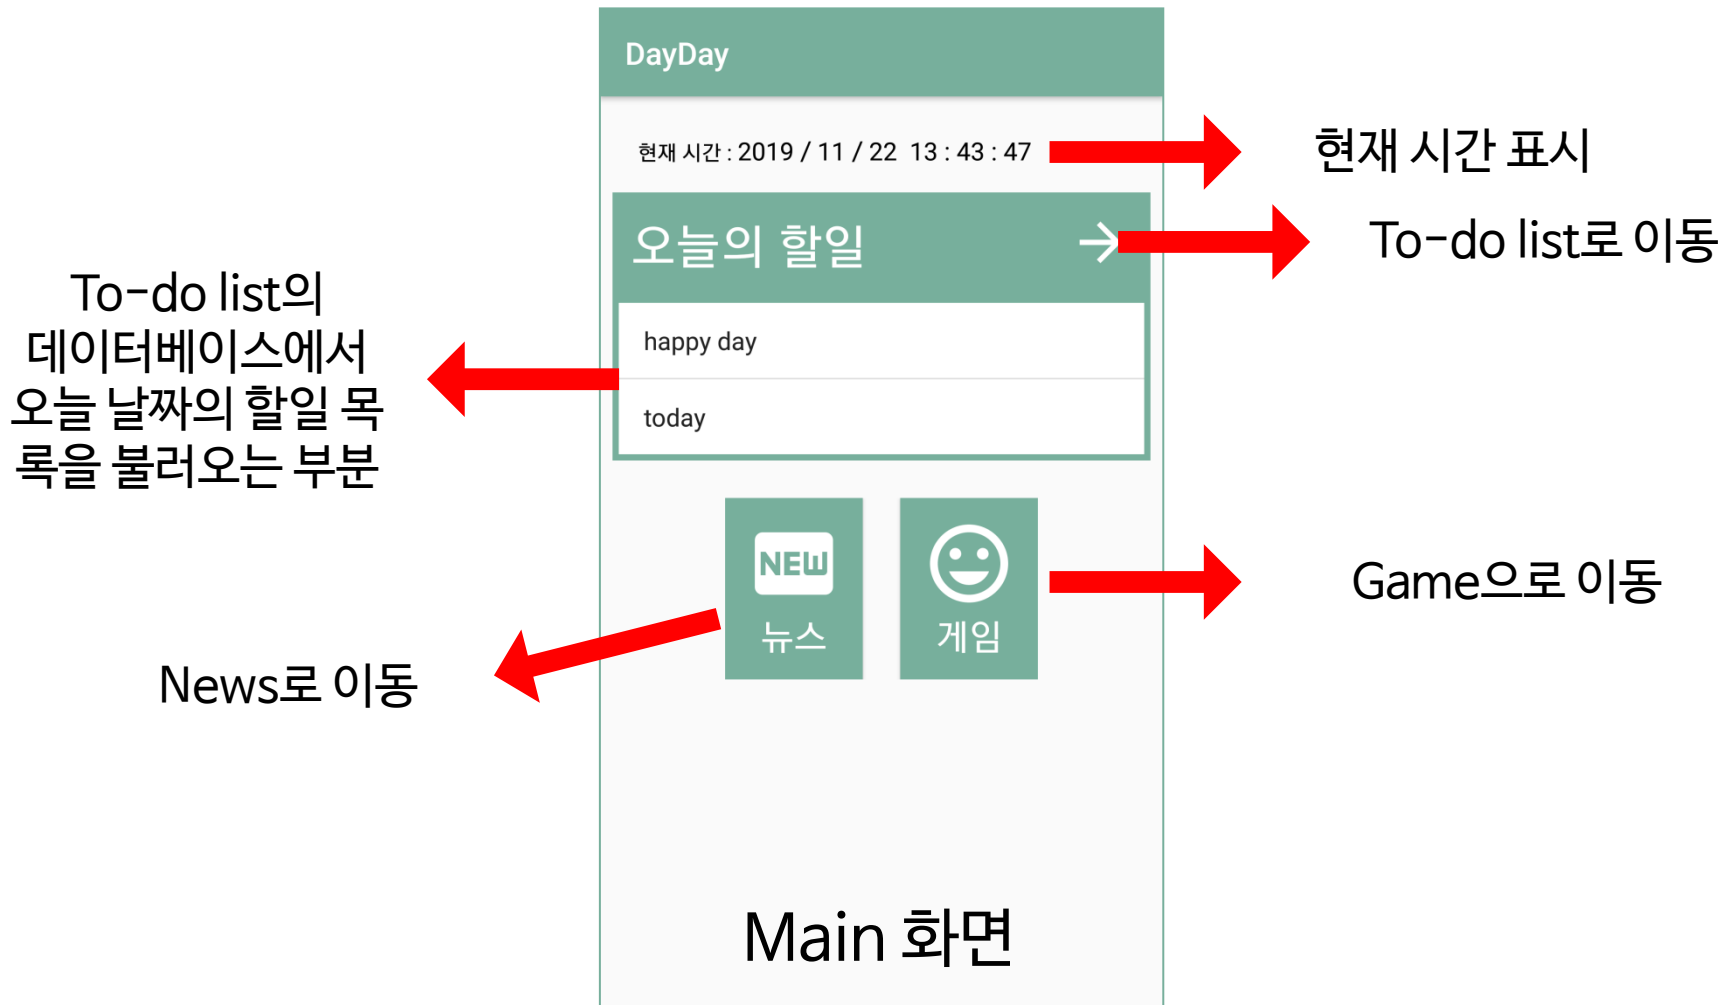 DayDay
현재 시간 : 2019 / 11 / 22 13 : 43 : 47
현재 시간 표시
오늘의 할일
To-do list로 이동
To-do list의
데이터베이스에서
오늘 날짜의 할일 목
록을 불러오는 부분
happy day
today
NEW
뉴스
게임
Game으로 이동
News로 이동
Main 화면